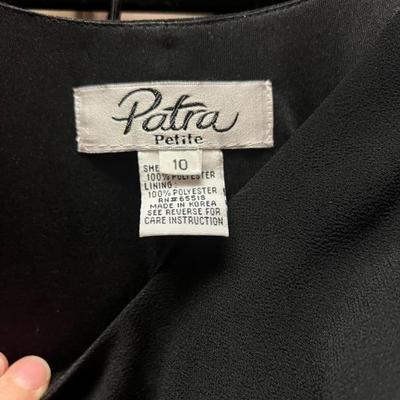 Patra
Petite
10
SHE
100% POLYESTER
LINING:
100% POLYESTER
RN#65518
MADE IN KOREA
SEE REVERSE FOR
CARE INSTRUCTION